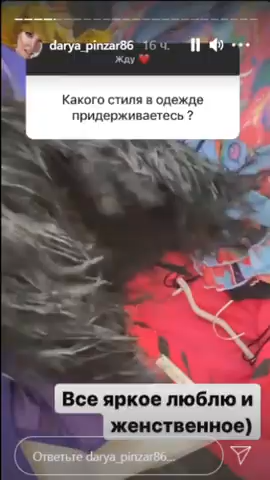 darya_pinzar86 16 ч.
Жду ❤️
Какого стиля в одежде
придерживаетесь ?
Все яркое люблю и
женственное)
Ответьте darya_pinzar86...